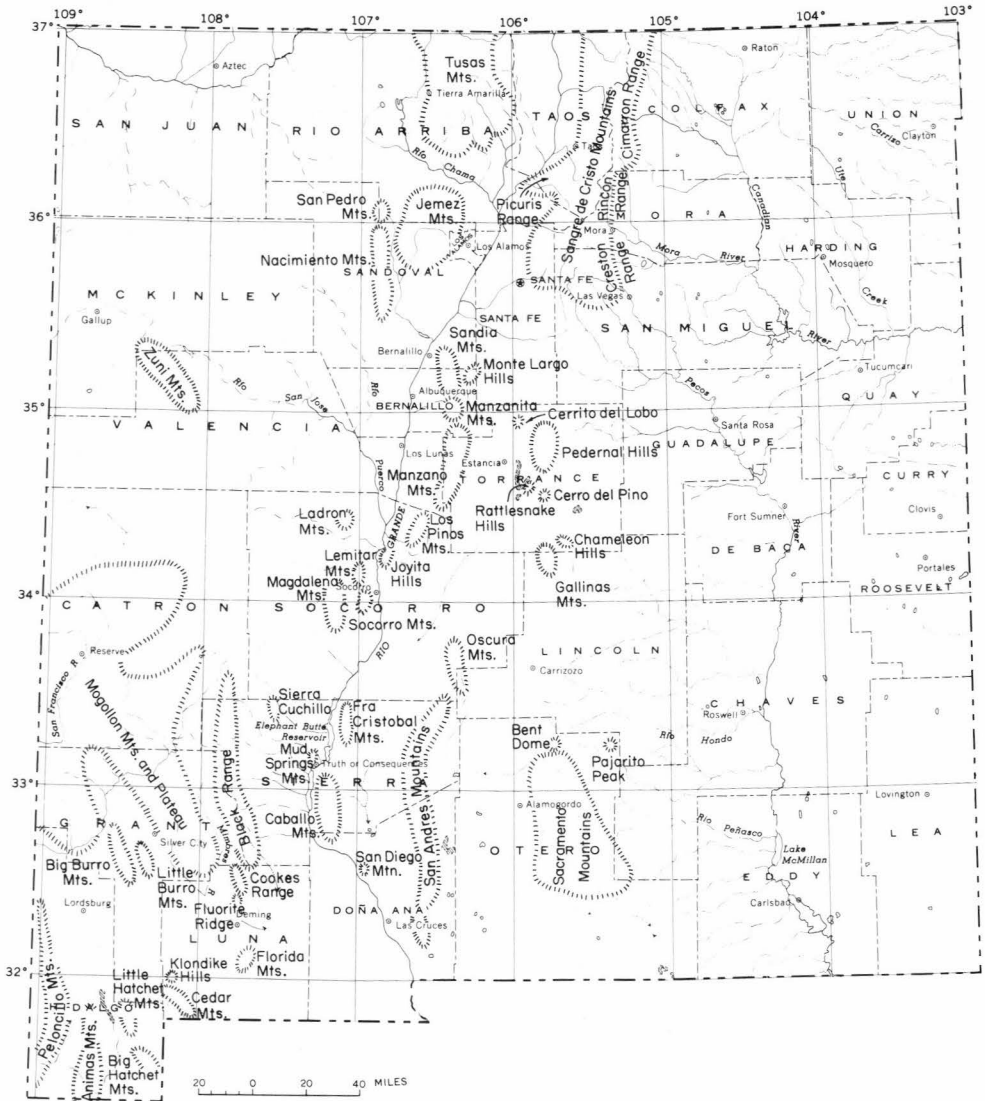 109°
108°
107°
106°
105°
104°
103°
37°
36°
35°
34°
33°
32°
Aztec
Tusas
Mts.
Tierra Amarilla
Raton
SAN JUAN
RIO ARRIBA
TAOS
COLFAX
UNION
Clayton
Carrizo
Río
Chama
Sangre de Cristo Mountains
Cimarron Range
Rincon
Range
Ute
Canadian
San Pedro
Mts.
Jemez
Mts.
Picuris
Range
MORA
Mora
Mora
River
HARDING
Mosquero
Creek
LOS
ALAMOS
Los Alamos
Nacimiento Mts.
SANDOVAL
Creston
Range
SANTA FE
Las Vegas
MCKINLEY
Gallup
SANTA FE
SAN MIGUEL
River
Sandia
Mts.
Bernalillo
Monte Largo
Hills
Tucumcari
Zuni Mts.
Río
San Jose
Río
Puerco
Albuquerque
BERNALILLO
Manzanita
Mts.
Cerrito del Lobo
Pecos
QUAY
Santa Rosa
VALENCIA
Los Lunas
Estancia
Pedernal Hills
GUADALUPE
Manzano
Mts.
TORRANCE
CURRY
Cerro del Pino
Rattlesnake
Hills
Fort Sumner
Clovis
Ladron
Mts.
Los
Pinos
Mts.
GRANDE
River
Chameleon
Hills
DE BACA
Lemitar
Mts.
Joyita
Hills
Portales
Magdalena
Mts.
Socorro
Gallinas
Mts.
ROOSEVELT
CATRON
SOCORRO
Socorro Mts.
RÍO
Oscura
Mts.
LINCOLN
Reserve
San Francisco R
Carrizozo
Mogollon Mts. and Plateau
Sierra
Cuchillo
Fra
Cristobal
Mts.
CHAVES
Roswell
Elephant Butte
Reservoir
Bent
Dome
Río
Hondo
Mud
Springs
Mts.
Truth or Consequences
Pajarito
Peak
SIERRA
Black Range
San Andres Mountains
Lovington
Caballo
Mts.
Alamogordo
GRANT
Silver City
Mimbres
R
Sacramento
Mountains
Río
Peñasco
LEA
Big Burro
Mts.
Little
Burro
Mts.
San Diego
Mtn.
OTERO
Lake
McMillan
EDDY
Cookes
Range
Lordsburg
Fluorite
Ridge
Deming
DOÑA ANA
Las Cruces
Carlsbad
LUNA
Florida
Mts.
Klondike
Hills
Little
Hatchet
Mts.
Cedar
Mts.
Peloncillo Mts.
Animas Mts.
Big
Hatchet
Mts.
20 0 20 40 MILES